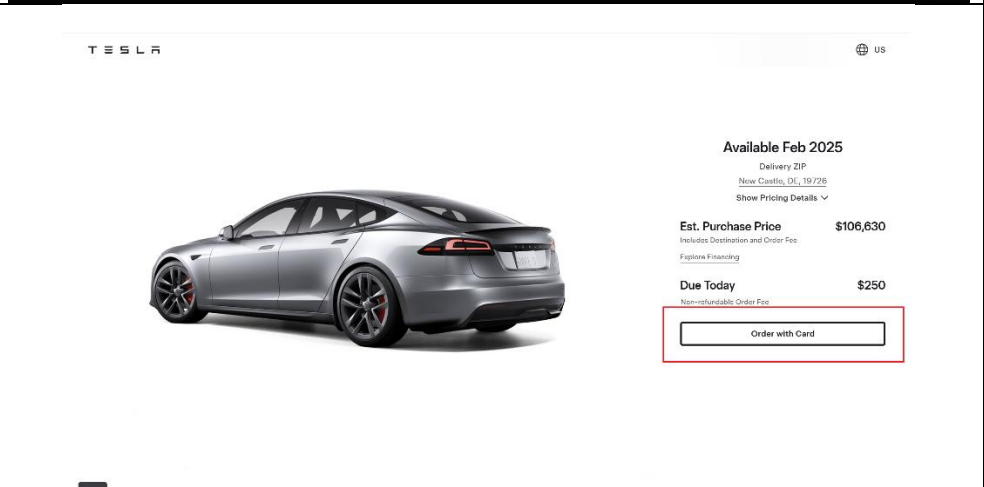 TESLA
US
Available Feb 2025
Delivery ZIP
New Castle, DE, 19726
Show Pricing Details
Est. Purchase Price $106,630
Includes Destination and Order Fee
Explore Financing
Due Today $250
Non-refundable Order Fee
Order with Card